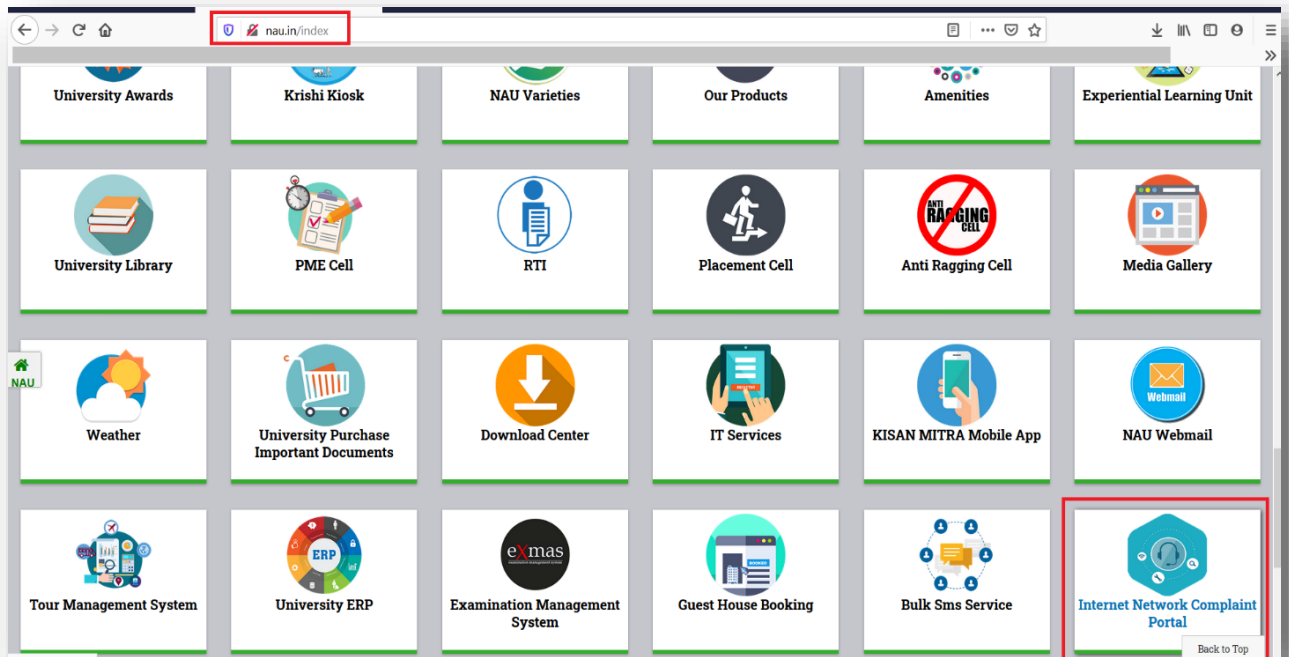 nau.in/index
University Awards
Krishi Kiosk
NAU Varieties
Our Products
Amenities
Experiential Learning Unit
University Library
PME Cell
RTI
Placement Cell
ANTI
RAGGING
CELL
Anti Ragging Cell
Media Gallery
NAU
Weather
University Purchase
Important Documents
Download Center
REGISTER
IT Services
KISAN MITRA Mobile App
Webmail
NAU Webmail
Tour Management System
ERP
University ERP
eXmas
Examination Management
System
BOOKING
Guest House Booking
Bulk Sms Service
Internet Network Complaint
Portal
Back to Top